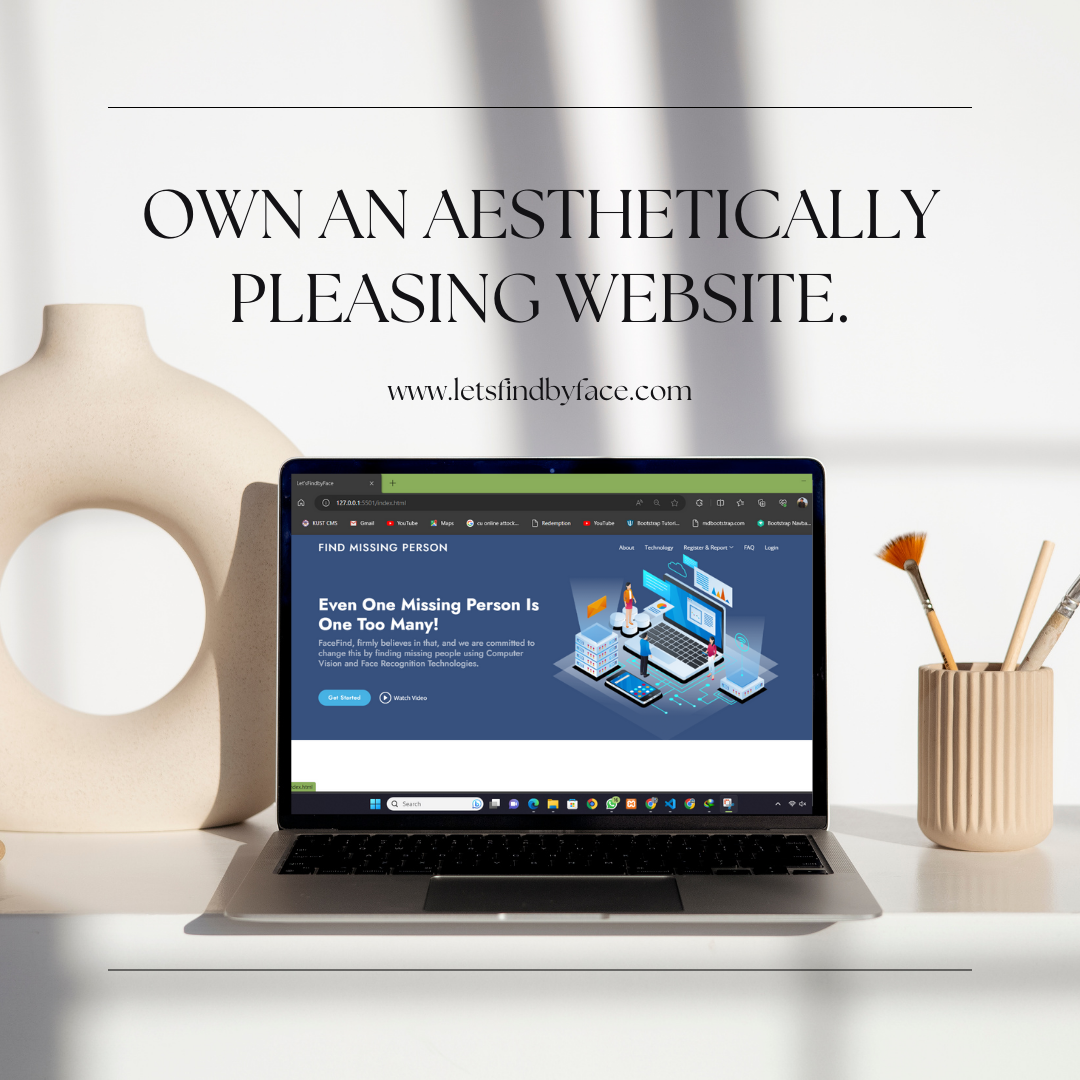 OWN AN AESTHETICALLY
PLEASING WEBSITE.
www.letsfindbyface.com
Let'sFindbyFace
127.0.0.1:5501/index.html
KUST CMS Gmail YouTube Maps cu online attock... Redemption YouTube Bootstrap Tutori... mdbootstrap.com Bootstrap Navba...
FIND MISSING PERSON About Technology Register & Report FAQ Login
Even One Missing Person Is
One Too Many!
FaceFind, firmly believes in that, and we are committed to
change this by finding missing people using Computer
Vision and Face Recognition Technologies.
Get Started Watch Video
Search